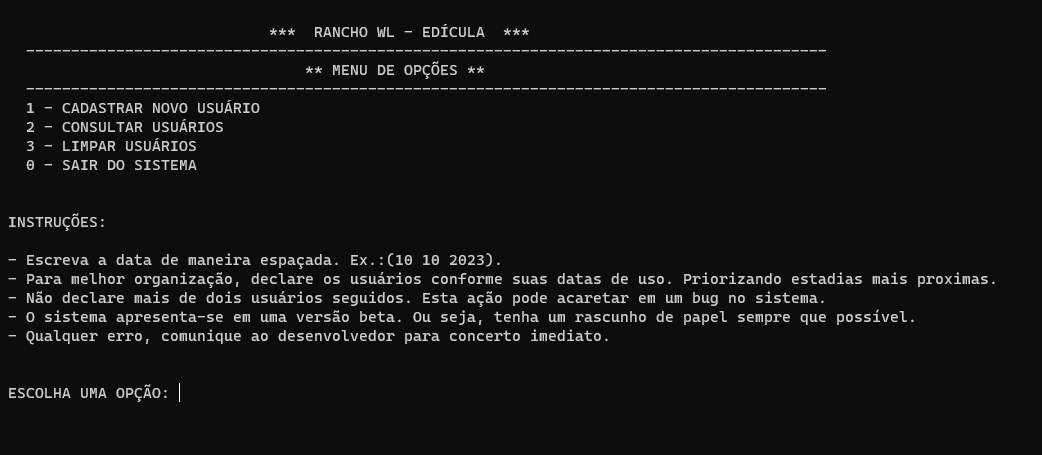 *** RANCHO WL - EDÍCULA ***
-----------------------------------------------------------------------------------------
** MENU DE OPÇÕES **
-----------------------------------------------------------------------------------------
1 - CADASTRAR NOVO USUÁRIO
2 - CONSULTAR USUÁRIOS
3 - LIMPAR USUÁRIOS
0 - SAIR DO SISTEMA
INSTRUÇÕES:
- Escreva a data de maneira espaçada. Ex.:(10 10 2023).
- Para melhor organização, declare os usuários conforme suas datas de uso. Priorizando estadias mais proximas.
- Não declare mais de dois usuários seguidos. Esta ação pode acaretar em um bug no sistema.
- O sistema apresenta-se em uma versão beta. Ou seja, tenha um rascunho de papel sempre que possível.
- Qualquer erro, comunique ao desenvolvedor para concerto imediato.
ESCOLHA UMA OPÇÃO: